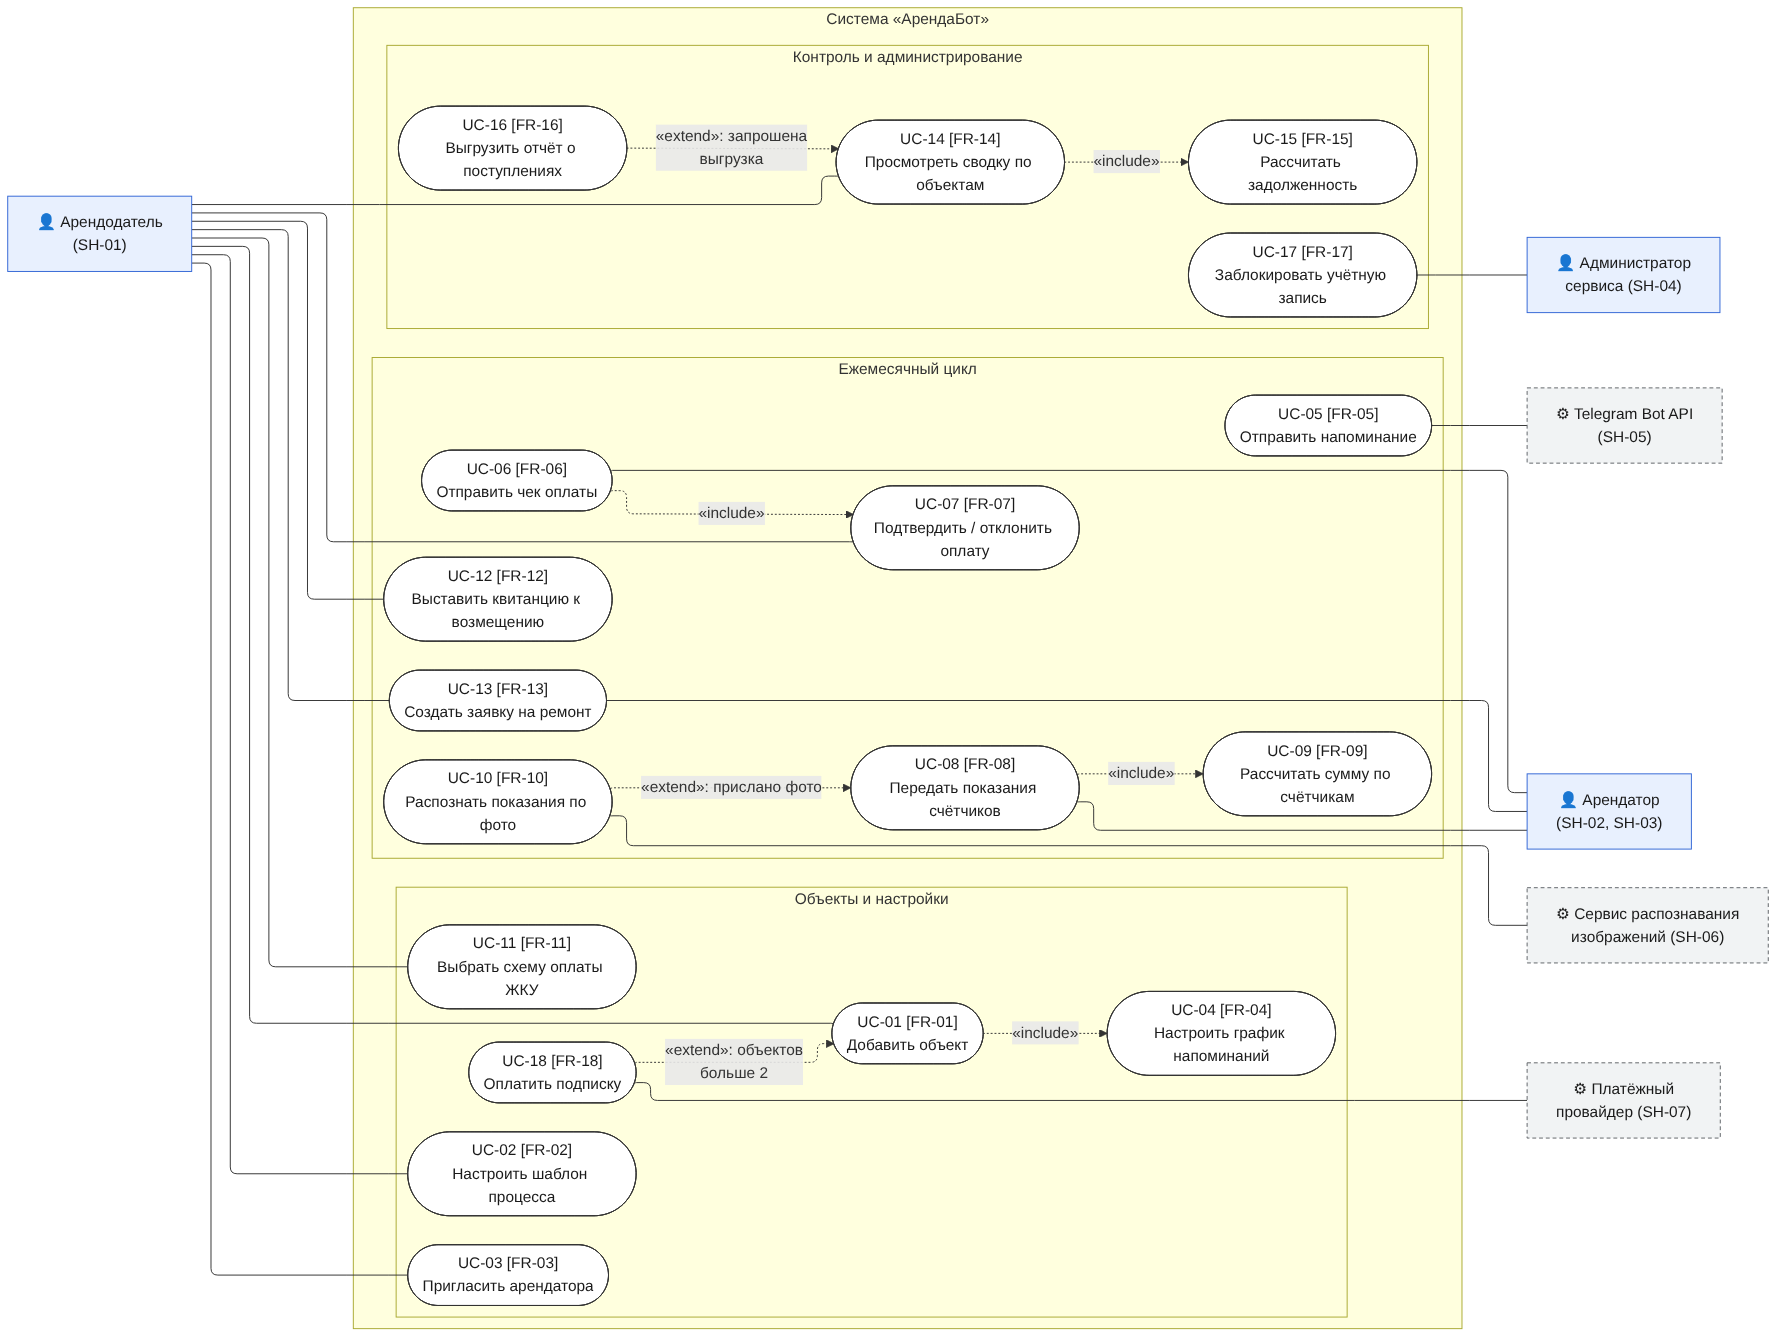 Система «АрендаБот»
Контроль и администрирование
UC-16 [FR-16]
Выгрузить отчёт о
поступлениях
«extend»: запрошена
выгрузка
UC-14 [FR-14]
Просмотреть сводку по
объектам
«include»
UC-15 [FR-15]
Рассчитать
задолженность
👤 Арендодатель
(SH-01)
UC-17 [FR-17]
Заблокировать учётную
запись
👤 Администратор
сервиса (SH-04)
Ежемесячный цикл
UC-05 [FR-05]
Отправить напоминание
⚙ Telegram Bot API
(SH-05)
UC-06 [FR-06]
Отправить чек оплаты
«include»
UC-07 [FR-07]
Подтвердить / отклонить
оплату
UC-12 [FR-12]
Выставить квитанцию к
возмещению
UC-13 [FR-13]
Создать заявку на ремонт
UC-10 [FR-10]
Распознать показания по
фото
«extend»: прислано фото
UC-08 [FR-08]
Передать показания
счётчиков
«include»
UC-09 [FR-09]
Рассчитать сумму по
счётчикам
👤 Арендатор
(SH-02, SH-03)
⚙ Сервис распознавания
изображений (SH-06)
Объекты и настройки
UC-11 [FR-11]
Выбрать схему оплаты
ЖКУ
UC-18 [FR-18]
Оплатить подписку
«extend»: объектов
больше 2
UC-01 [FR-01]
Добавить объект
«include»
UC-04 [FR-04]
Настроить график
напоминаний
⚙ Платёжный
провайдер (SH-07)
UC-02 [FR-02]
Настроить шаблон
процесса
UC-03 [FR-03]
Пригласить арендатора